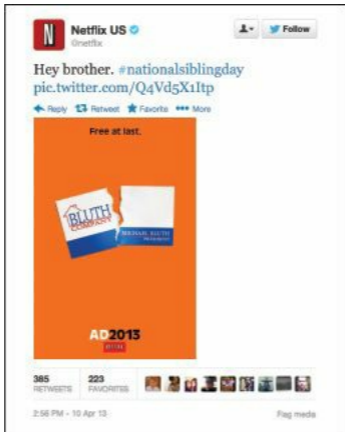 N
Netflix US
@netflix
Follow
Hey brother. #nationalsiblingday
pic.twitter.com/Q4Vd5X1Itp
Reply Retweet Favorite More
Free at last.
BLUTH
COMPANY
MICHAEL BLUTH
PRESIDENT
AD2013
385 223
RETWEETS FAVORITES
2:56 PM - 10 Apr 13 Flag media